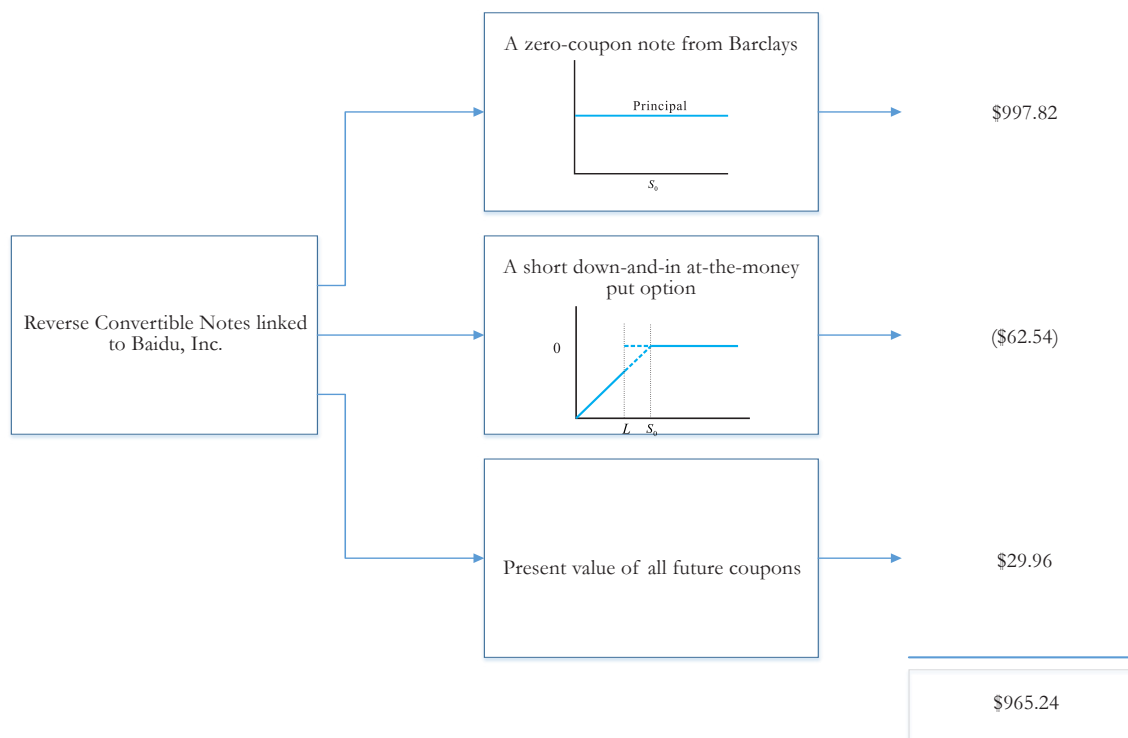 A zero-coupon note from Barclays
Principal
S₀
$997.82
Reverse Convertible Notes linked
to Baidu, Inc.
A short down-and-in at-the-money
put option
0
L S₀
($62.54)
Present value of all future coupons
$29.96
$965.24